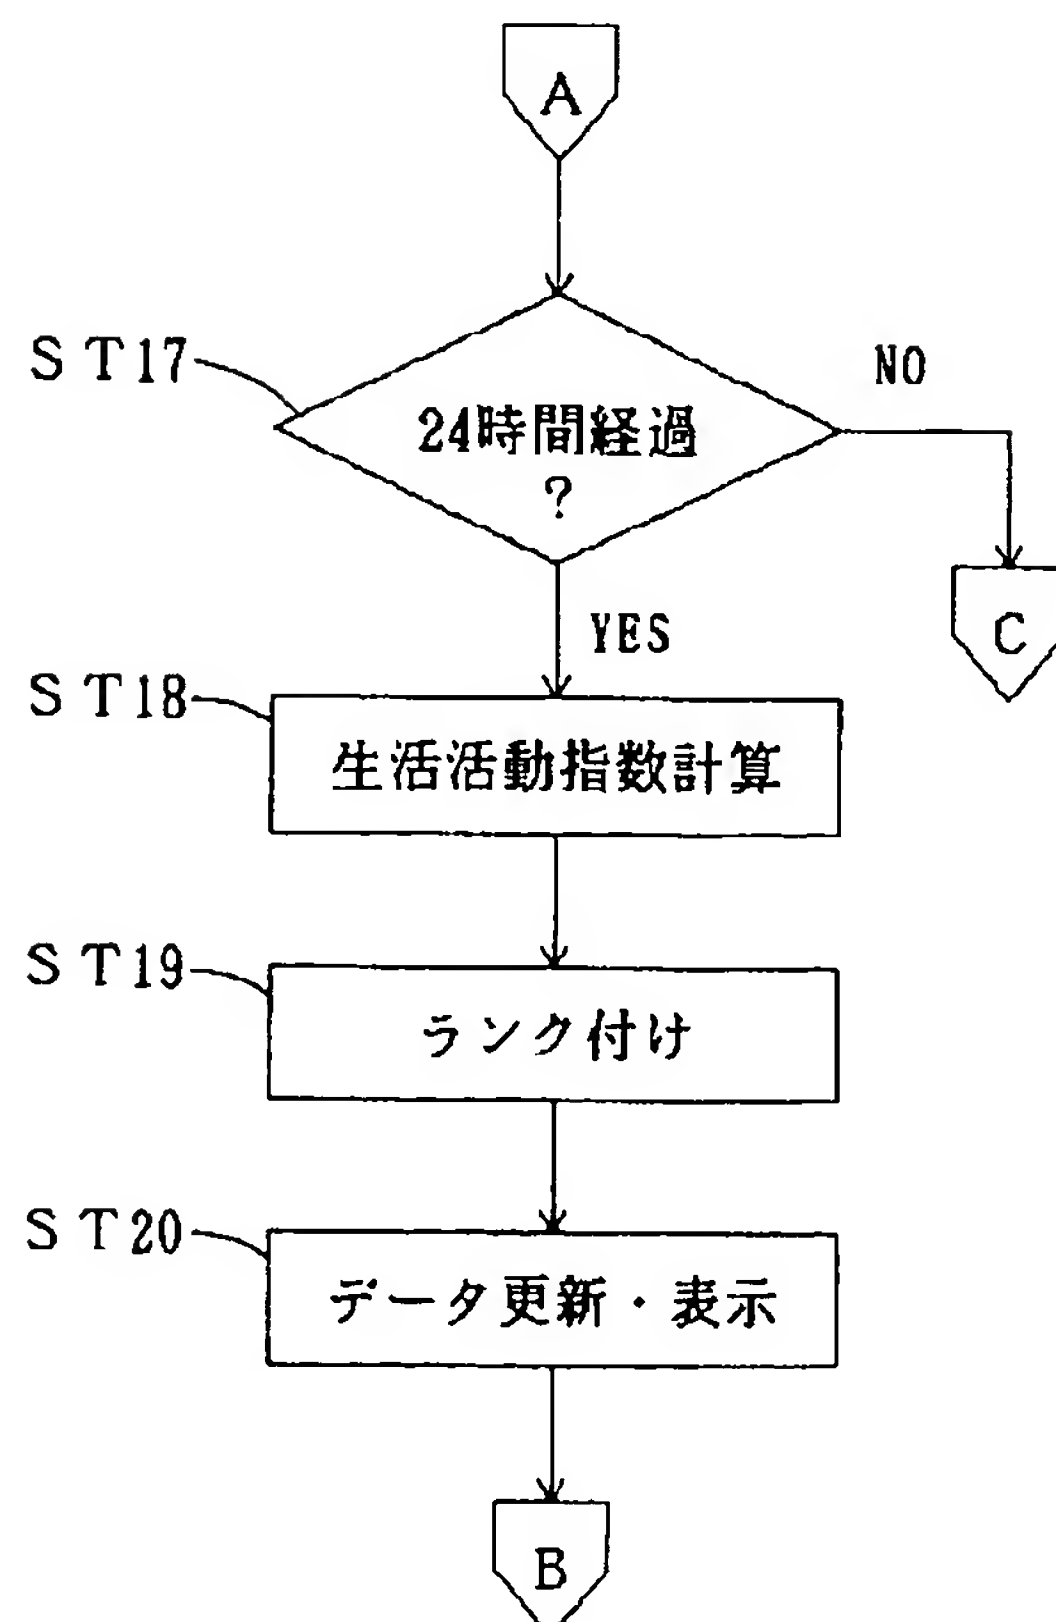 A
ST17
24時間経過
?
NO
C
YES
ST18
生活活動指数計算
ST19
ランク付け
ST20
データ更新・表示
B